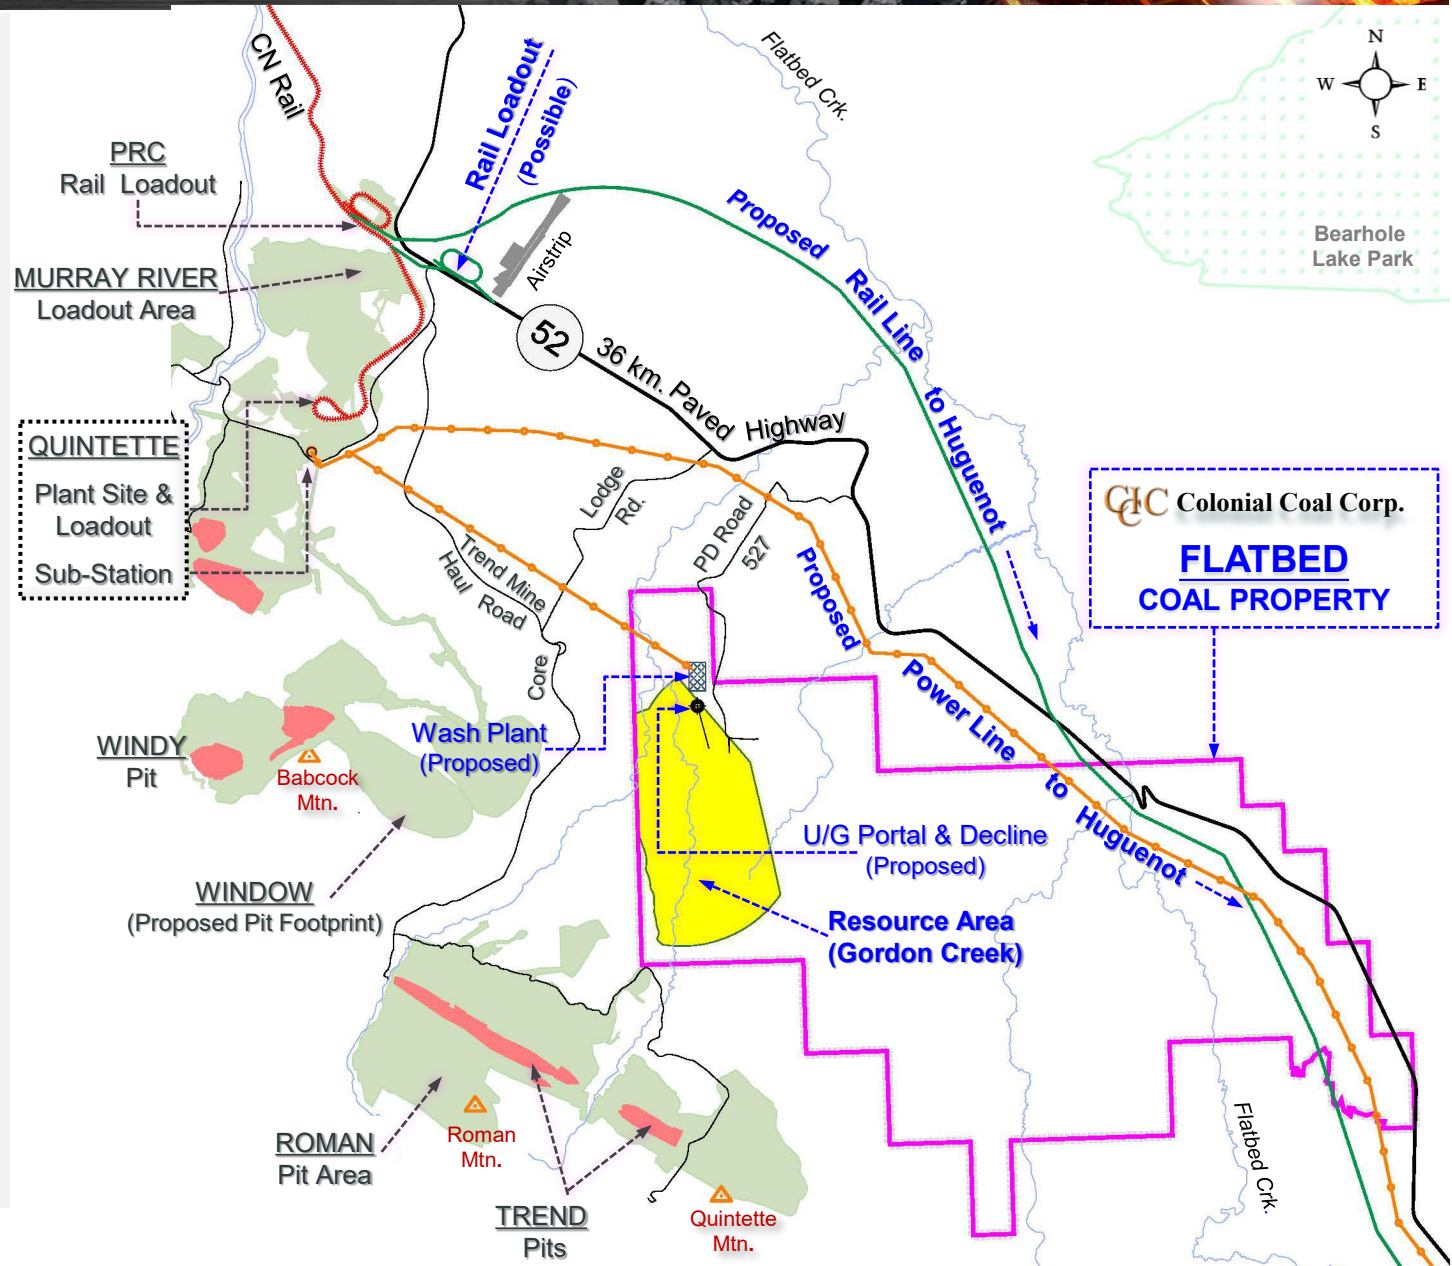 CN Rail
Flatbed Crk.
N
W
E
S
Rail Loadout
(Possible)
PRC
Rail Loadout
Airstrip
Proposed Rail Line to Huguenot
Bearhole
Lake Park
MURRAY RIVER
Loadout Area
52
36 km. Paved Highway
QUINTETTE
Plant Site &
Loadout
Sub-Station
Lodge
Rd.
PD Road
527
Trend Mine
Haul Road
CCIC Colonial Coal Corp.
FLATBED
COAL PROPERTY
Proposed Power Line to Huguenot
Core
Wash Plant
(Proposed)
WINDY
Pit
Babcock
Mtn.
U/G Portal & Decline
(Proposed)
WINDOW
(Proposed Pit Footprint)
Resource Area
(Gordon Creek)
ROMAN
Pit Area
Roman
Mtn.
TREND
Pits
Quintette
Mtn.
Flatbed Crk.